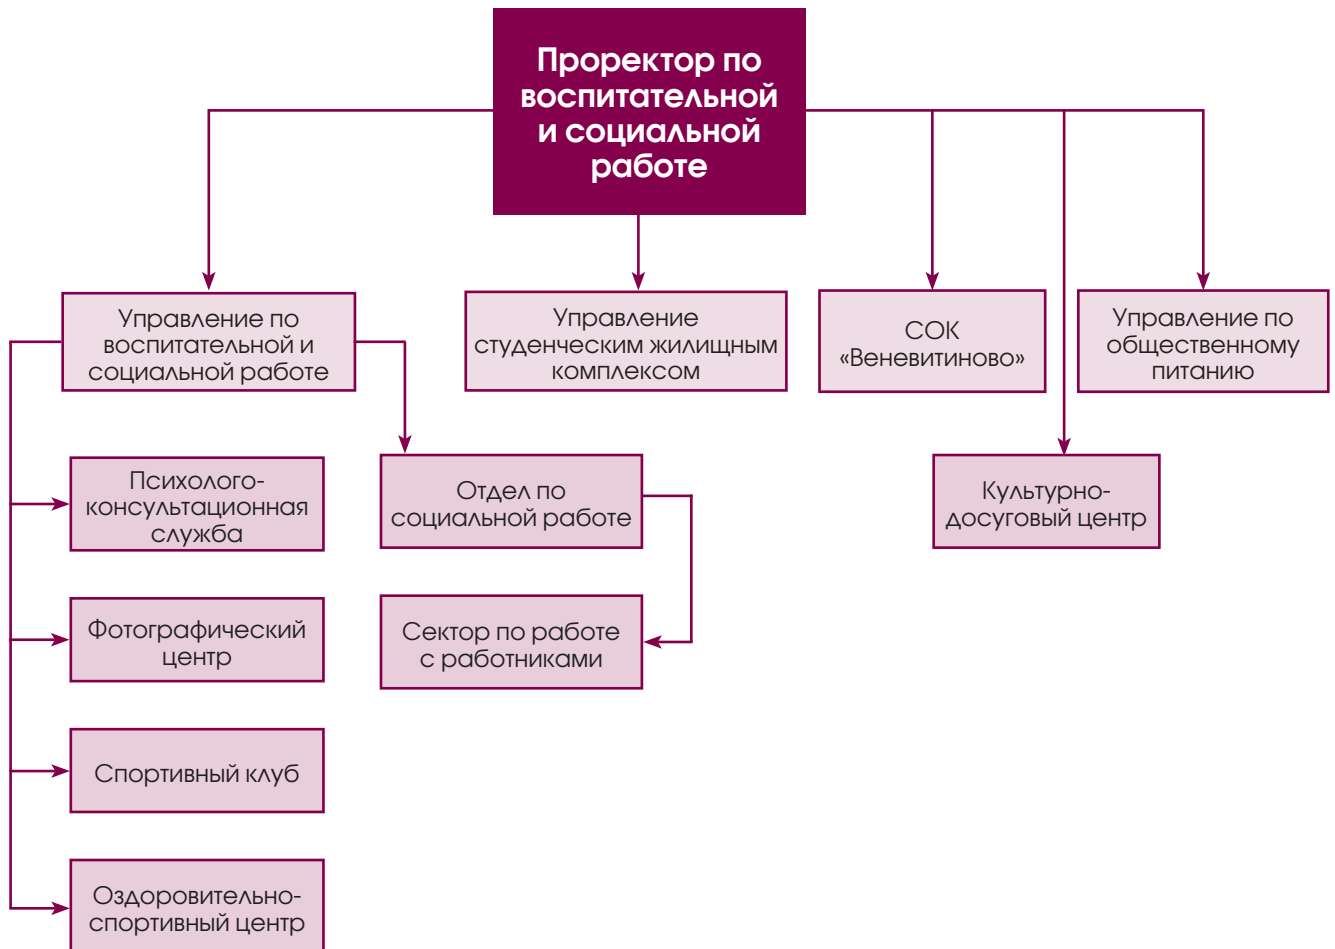 Проректор по
воспитательной
и социальной
работе
Управление по
воспитательной и
социальной работе
Управление
студенческим жилищным
комплексом
СОК
«Веневитиново»
Управление по
общественному
питанию
Психолого-
консультационная
служба
Отдел по
социальной работе
Культурно-
досуговый центр
Фотографический
центр
Сектор по работе
с работниками
Спортивный клуб
Оздоровительно-
спортивный центр